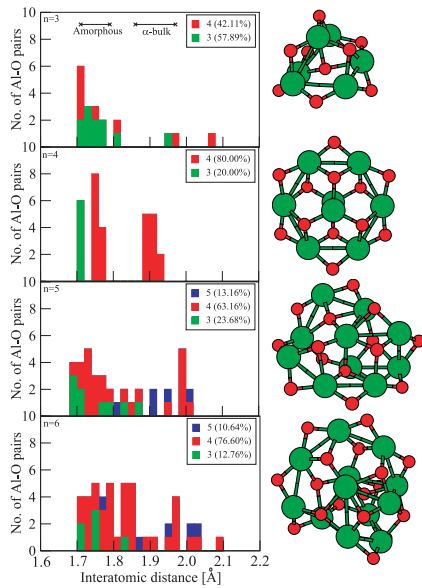 n=3
Amorphous
α-bulk
4 (42.11%)
3 (57.89%)
No. of Al-O pairs
10
8
6
4
2
10
n=4
4 (80.00%)
3 (20.00%)
No. of Al-O pairs
8
6
4
2
10
n=5
5 (13.16%)
4 (63.16%)
3 (23.68%)
No. of Al-O pairs
8
6
4
2
10
n=6
5 (10.64%)
4 (76.60%)
3 (12.76%)
No. of Al-O pairs
8
6
4
2
0
1.6 1.7 1.8 1.9 2.0 2.1 2.2
Interatomic distance [Å]